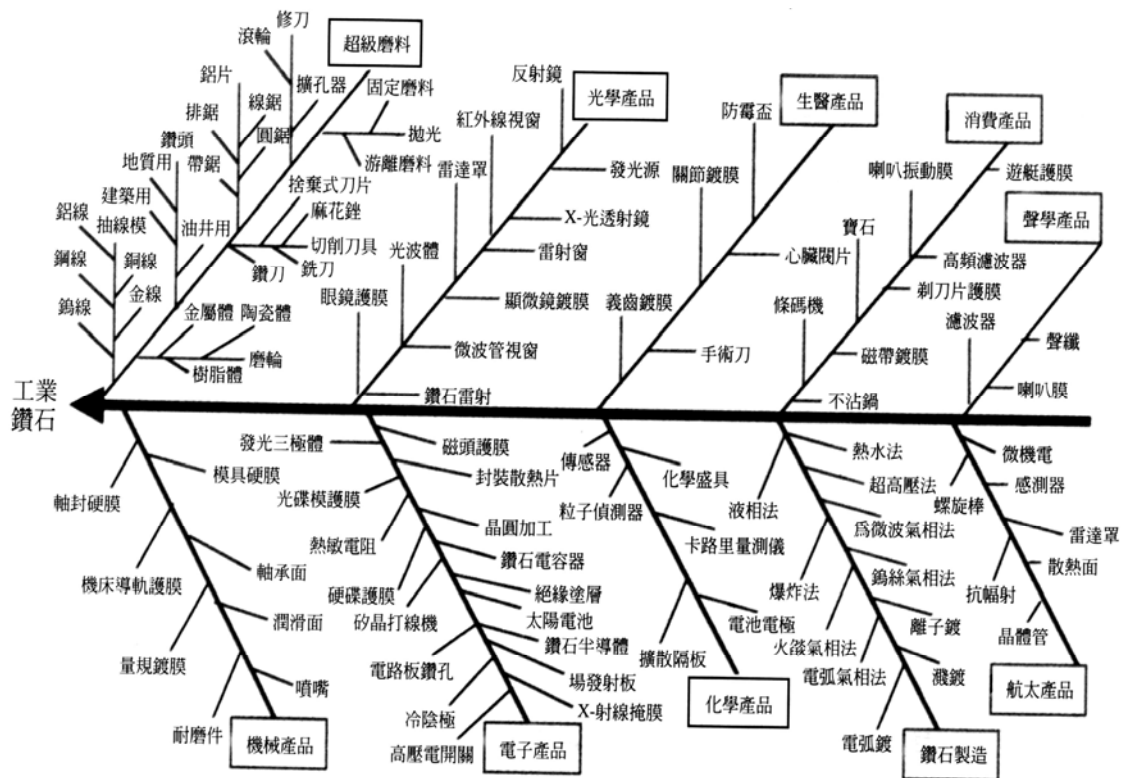 修刀
滾輪
超級磨料
鋁片
擴孔器
固定磨料
線鋸
排鋸
圓鋸
拋光
鑽頭
地質用
帶鋸
游離磨料
捨棄式刀片
建築用
麻花銼
鋁線
抽線模
油井用
切削刀具
鑽刀
銑刀
鋼線
銅線
金線
鎢線
金屬體
陶瓷體
磨輪
樹脂體
反射鏡
光學產品
紅外線視窗
發光源
雷達罩
X-光透射鏡
光波體
雷射窗
眼鏡護膜
顯微鏡鍍膜
微波管視窗
鑽石雷射
防霉盃
生醫產品
關節鍍膜
心臟閥片
義齒鍍膜
手術刀
消費產品
喇叭振動膜
遊艇護膜
寶石
高頻濾波器
剃刀片護膜
條碼機
磁帶鍍膜
不沾鍋
聲學產品
濾波器
聲纖
喇叭膜
工業
鑽石
模具硬膜
軸封硬膜
軸承面
機床導軌護膜
潤滑面
量規鍍膜
噴嘴
耐磨件
機械產品
發光三極體
磁頭護膜
封裝散熱片
光碟模護膜
晶圓加工
熱敏電阻
鑽石電容器
硬碟護膜
絕緣塗層
矽晶打線機
太陽電池
鑽石半導體
電路板鑽孔
場發射板
X-射線掩膜
冷陰極
高壓電開關
電子產品
傳感器
化學盛具
粒子偵測器
卡路里量測儀
電池電極
擴散隔板
化學產品
熱水法
超高壓法
液相法
為微波氣相法
鎢絲氣相法
爆炸法
離子鍍
火燄氣相法
電弧氣相法
濺鍍
電弧鍍
鑽石製造
微機電
感測器
螺旋棒
雷達罩
散熱面
抗幅射
晶體管
航太產品